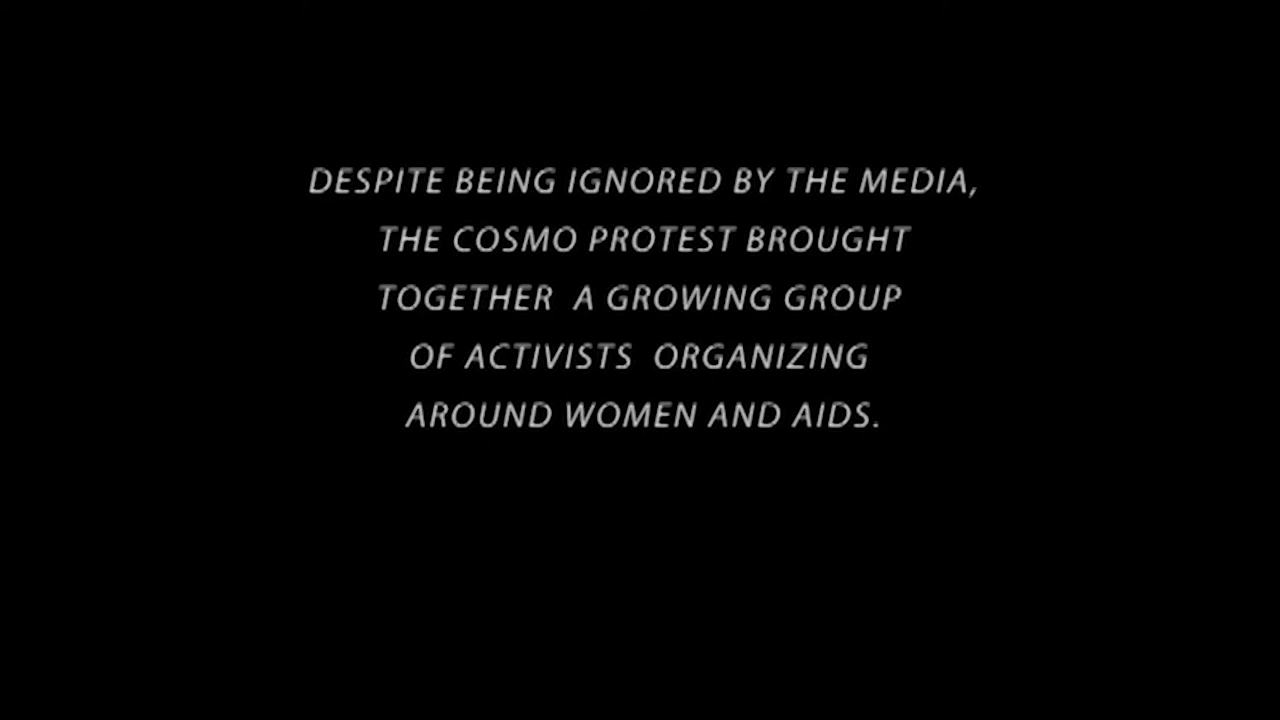 DESPITE BEING IGNORED BY THE MEDIA,
THE COSMO PROTEST BROUGHT
TOGETHER  A GROWING GROUP
OF ACTIVISTS  ORGANIZING
AROUND WOMEN AND AIDS.